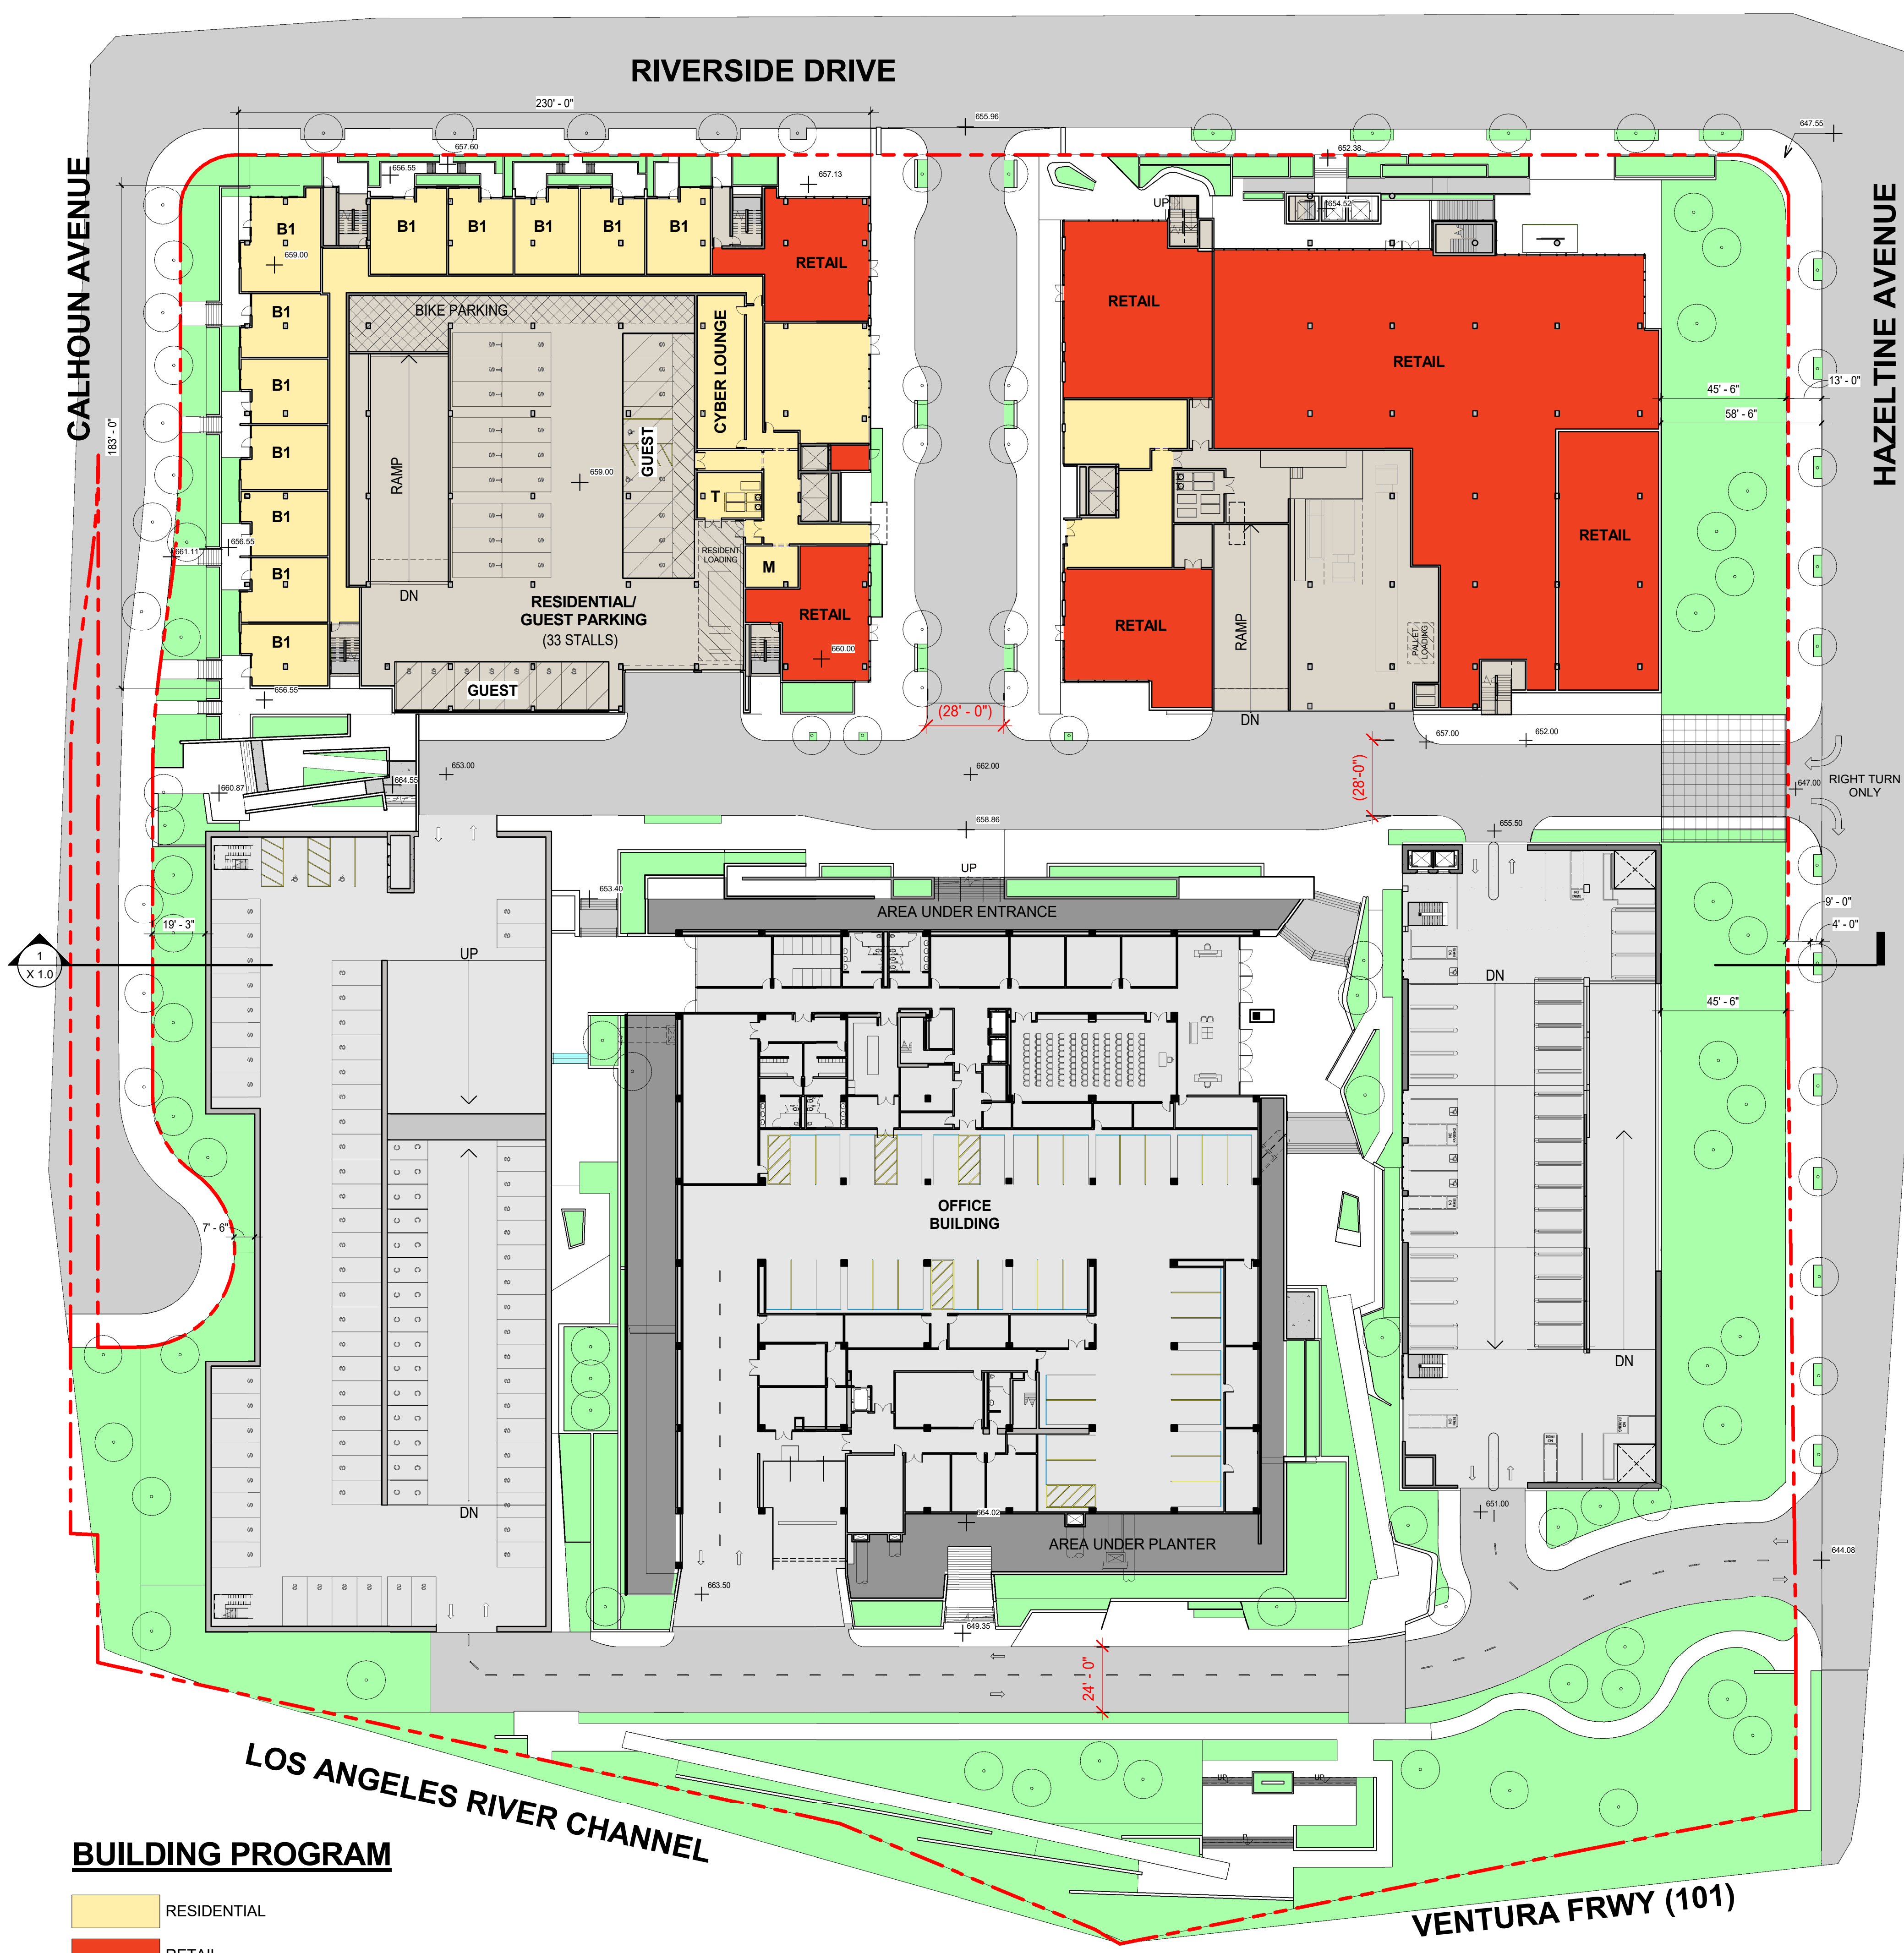 RIVERSIDE DRIVE
230' - 0"
655.96
647.55
657.60
652.38
656.55
657.13
CALHOUN AVENUE
HAZELTINE AVENUE
UP
654.52
B1
B1
B1
B1
B1
B1
659.00
RETAIL
RETAIL
BIKE PARKING
B1
CYBER LOUNGE
RETAIL
B1
45' - 6"
13' - 0"
58' - 6"
183' - 0"
B1
GUEST
RAMP
659.00
T
B1
656.55
661.11
RESIDENT
LOADING
RETAIL
B1
M
DN
RESIDENTIAL/
GUEST PARKING
(33 STALLS)
RETAIL
RETAIL
RAMP
PALLET
LOADING
B1
660.00
656.55
GUEST
(28' - 0")
DN
657.00
652.00
653.00
662.00
(28'-0")
664.55
660.87
647.00
RIGHT TURN
ONLY
658.86
655.50
UP
653.40
AREA UNDER ENTRANCE
9' - 0"
4' - 0"
19' - 3"
1
X 1.0
UP
DN
45' - 6"
OFFICE
BUILDING
7' - 6"
DN
DN
664.02
651.00
AREA UNDER PLANTER
644.08
663.50
649.35
24' - 0"
LOS ANGELES RIVER CHANNEL
UP
UP
VENTURA FRWY (101)
BUILDING PROGRAM
RESIDENTIAL
RETAIL